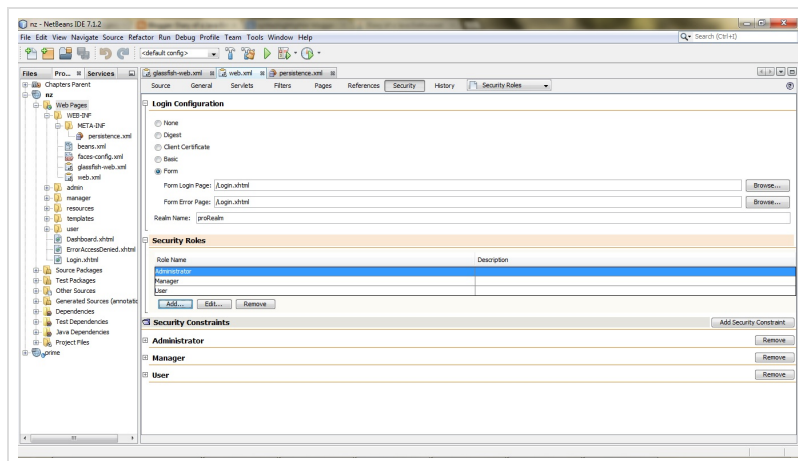 nz - NetBeans IDE 7.1.2
File Edit View Navigate Source Refactor Run Debug Profile Team Tools Window Help
Search (Ctrl+I)
<default config>
Files Pro... Services
glassfish-web.xml web.xml persistence.xml
Source General Servlets Filters Pages References Security History Security Roles
Chapters Parent
nz
Web Pages
WEB-INF
META-INF
persistence.xml
beans.xml
faces-config.xml
glassfish-web.xml
web.xml
admin
manager
resources
templates
user
Dashboard.xhtml
ErrorAccessDenied.xhtml
Login.xhtml
Source Packages
Test Packages
Other Sources
Generated Sources (annotatio
Dependencies
Test Dependencies
Java Dependencies
Project Files
prime
Login Configuration
None
Digest
Client Certificate
Basic
Form
Form Login Page: /Login.xhtml Browse...
Form Error Page: /Login.xhtml Browse...
Realm Name: proRealm
Security Roles
Role Name Description
Administrator
Manager
User
Add... Edit... Remove
Security Constraints Add Security Constraint
Administrator Remove
Manager Remove
User Remove